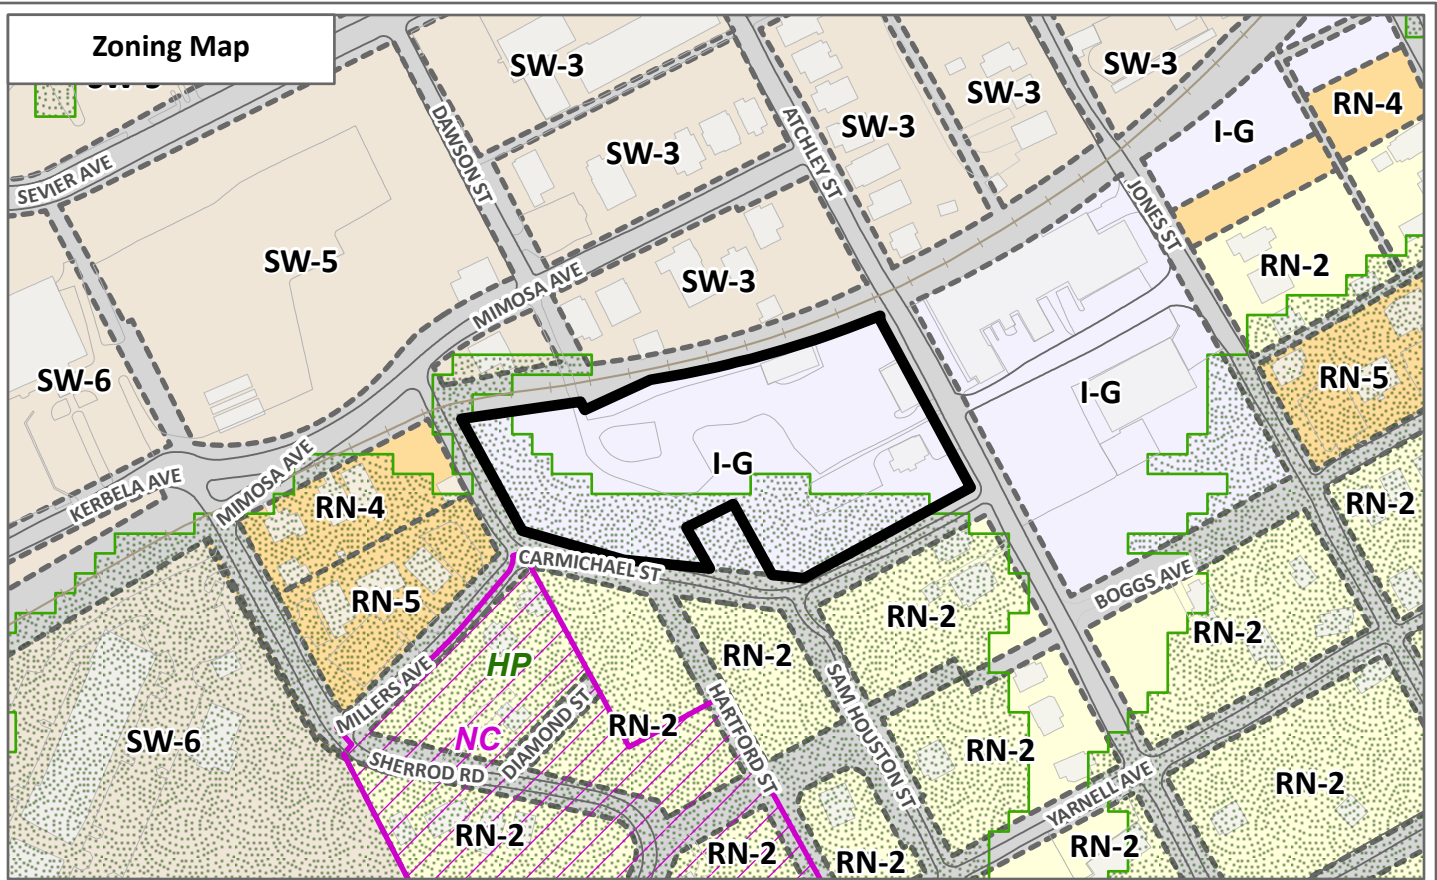 Zoning Map
SW-3
SW-3
SW-3
RN-4
SW-3
SW-3
I-G
SEVIER AVE
DAWSON ST
ATCHLEY ST
JONES ST
SW-5
SW-3
RN-2
MIMOSA AVE
SW-6
RN-5
I-G
I-G
KERBELA AVE
MIMOSA AVE
RN-4
RN-2
CARMICHAEL ST
BOGGS AVE
RN-5
RN-2
RN-2
HP
RN-2
MILLERS AVE
SAM HOUSTON ST
HARTFORD ST
DIAMOND ST
RN-2
NC
SW-6
RN-2
SHERROD RD
RN-2
YARNELL AVE
RN-2
RN-2
RN-2
RN-2